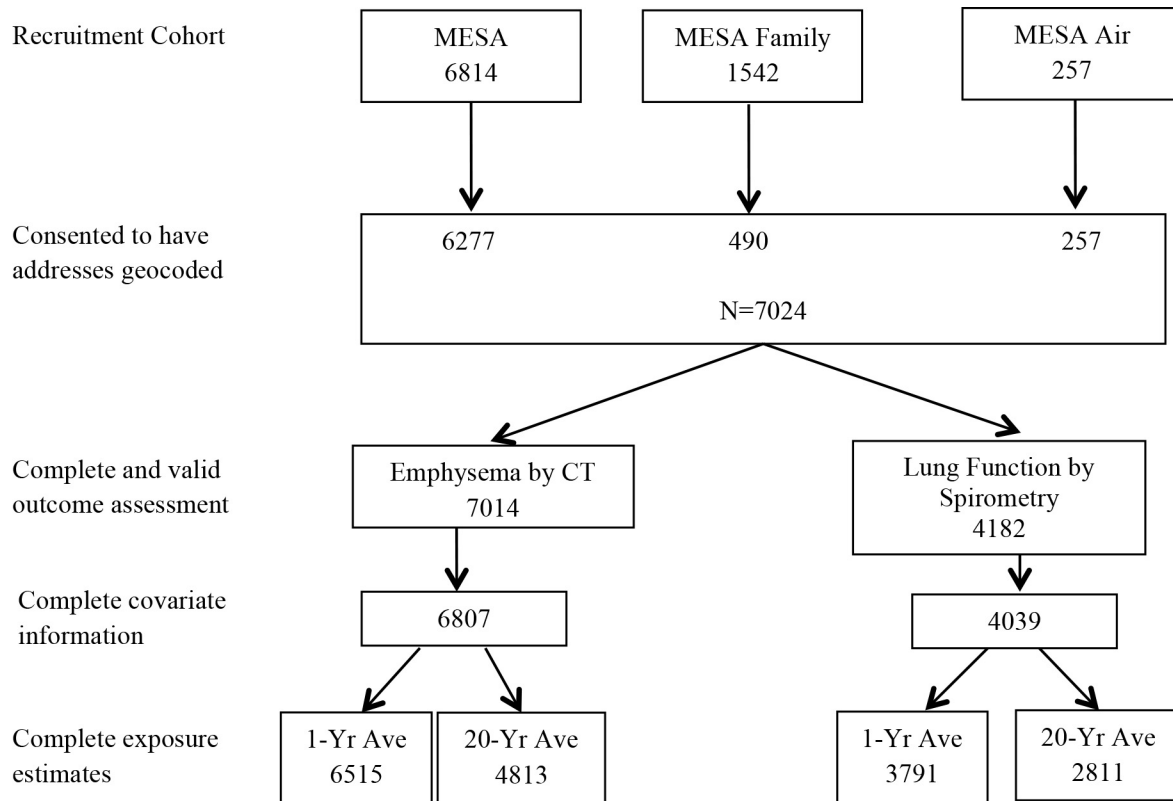 Recruitment Cohort
MESA
6814
MESA Family
1542
MESA Air
257
Consented to have
addresses geocoded
6277
490
257
N=7024
Complete and valid
outcome assessment
Emphysema by CT
7014
Lung Function by
Spirometry
4182
Complete covariate
information
6807
4039
Complete exposure
estimates
1-Yr Ave
6515
20-Yr Ave
4813
1-Yr Ave
3791
20-Yr Ave
2811